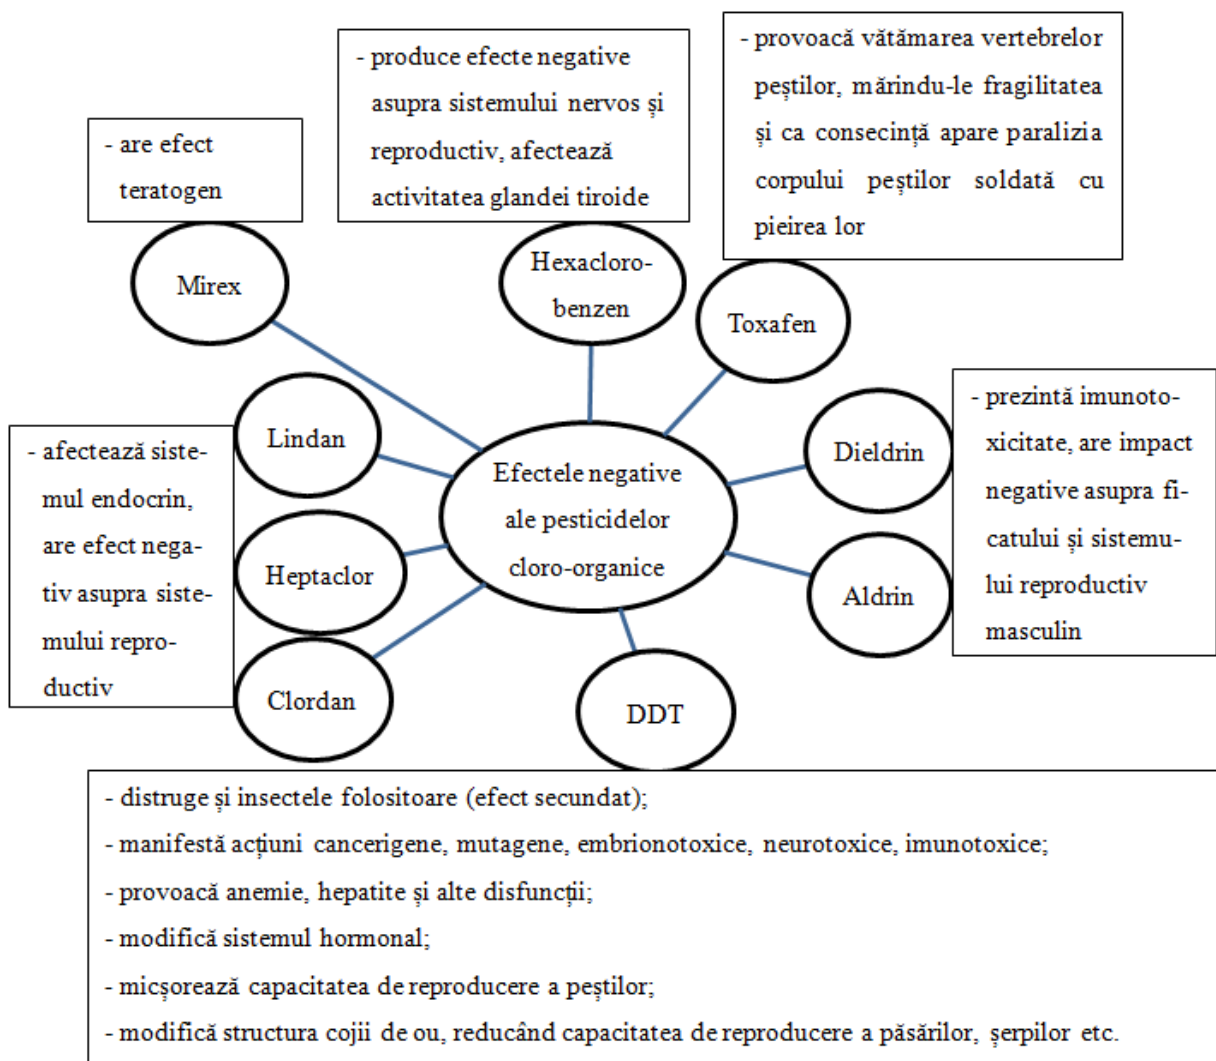 - are efect
teratogen
- produce efecte negative
asupra sistemului nervos și
reproductiv, afectează
activitatea glandei tiroide
- provoacă vătămarea vertebrelor
peștilor, mărindu-le fragilitatea
și ca consecință apare paralizia
corpului peștilor soldată cu
pieirea lor
Mirex
Hexacloro-
benzen
Toxafen
Lindan
Heptaclor
Clordan
- afectează siste-
mul endocrin,
are efect nega-
tiv asupra siste-
mului repro-
ductiv
Efectele negative
ale pesticidelor
cloro-organice
Dieldrin
Aldrin
- prezintă imunoto-
xicitate, are impact
negative asupra fi-
catului și sistemu-
lui reproductiv
masculin
DDT
- distruge și insectele folositoare (efect secundat);
- manifestă acțiuni cancerigene, mutagene, embrionotoxice, neurotoxice, imunotoxice;
- provoacă anemie, hepatite și alte disfuncții;
- modifică sistemul hormonal;
- micșorează capacitatea de reproducere a peștilor;
- modifică structura cojii de ou, reducând capacitatea de reproducere a păsărilor, șerpilor etc.